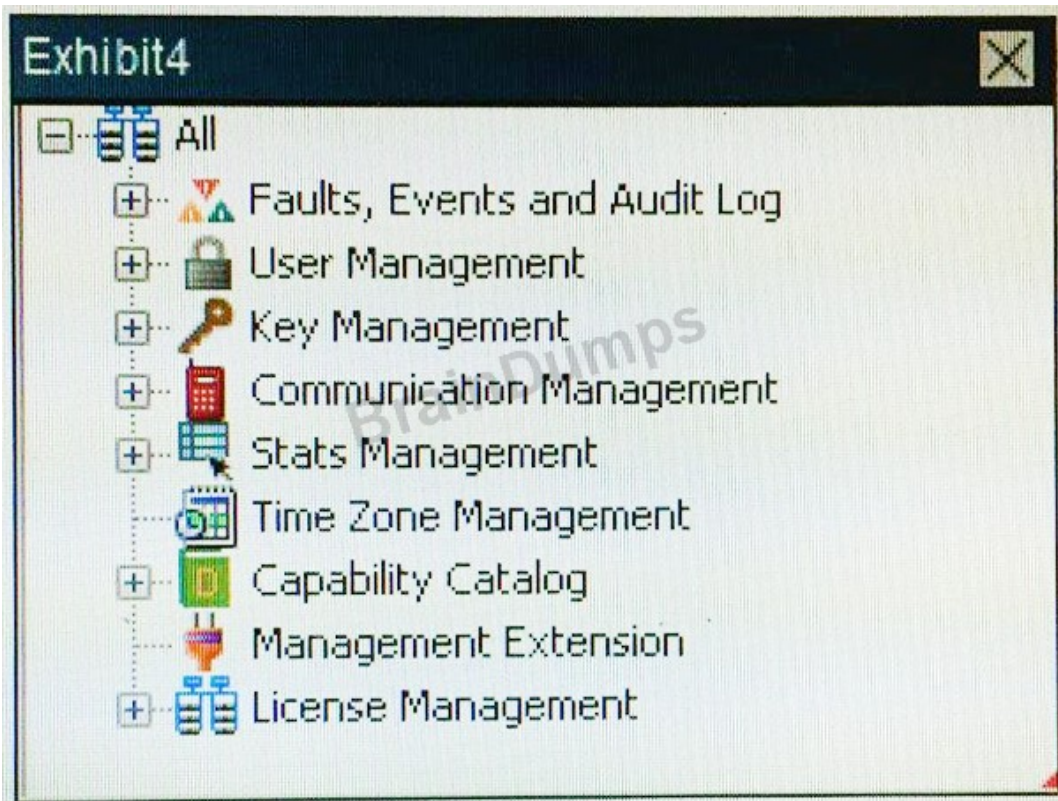 Exhibit4
All
Faults, Events and Audit Log
User Management
Key Management
BrainDumps
Communication Management
Stats Management
Time Zone Management
Capability Catalog
Management Extension
License Management